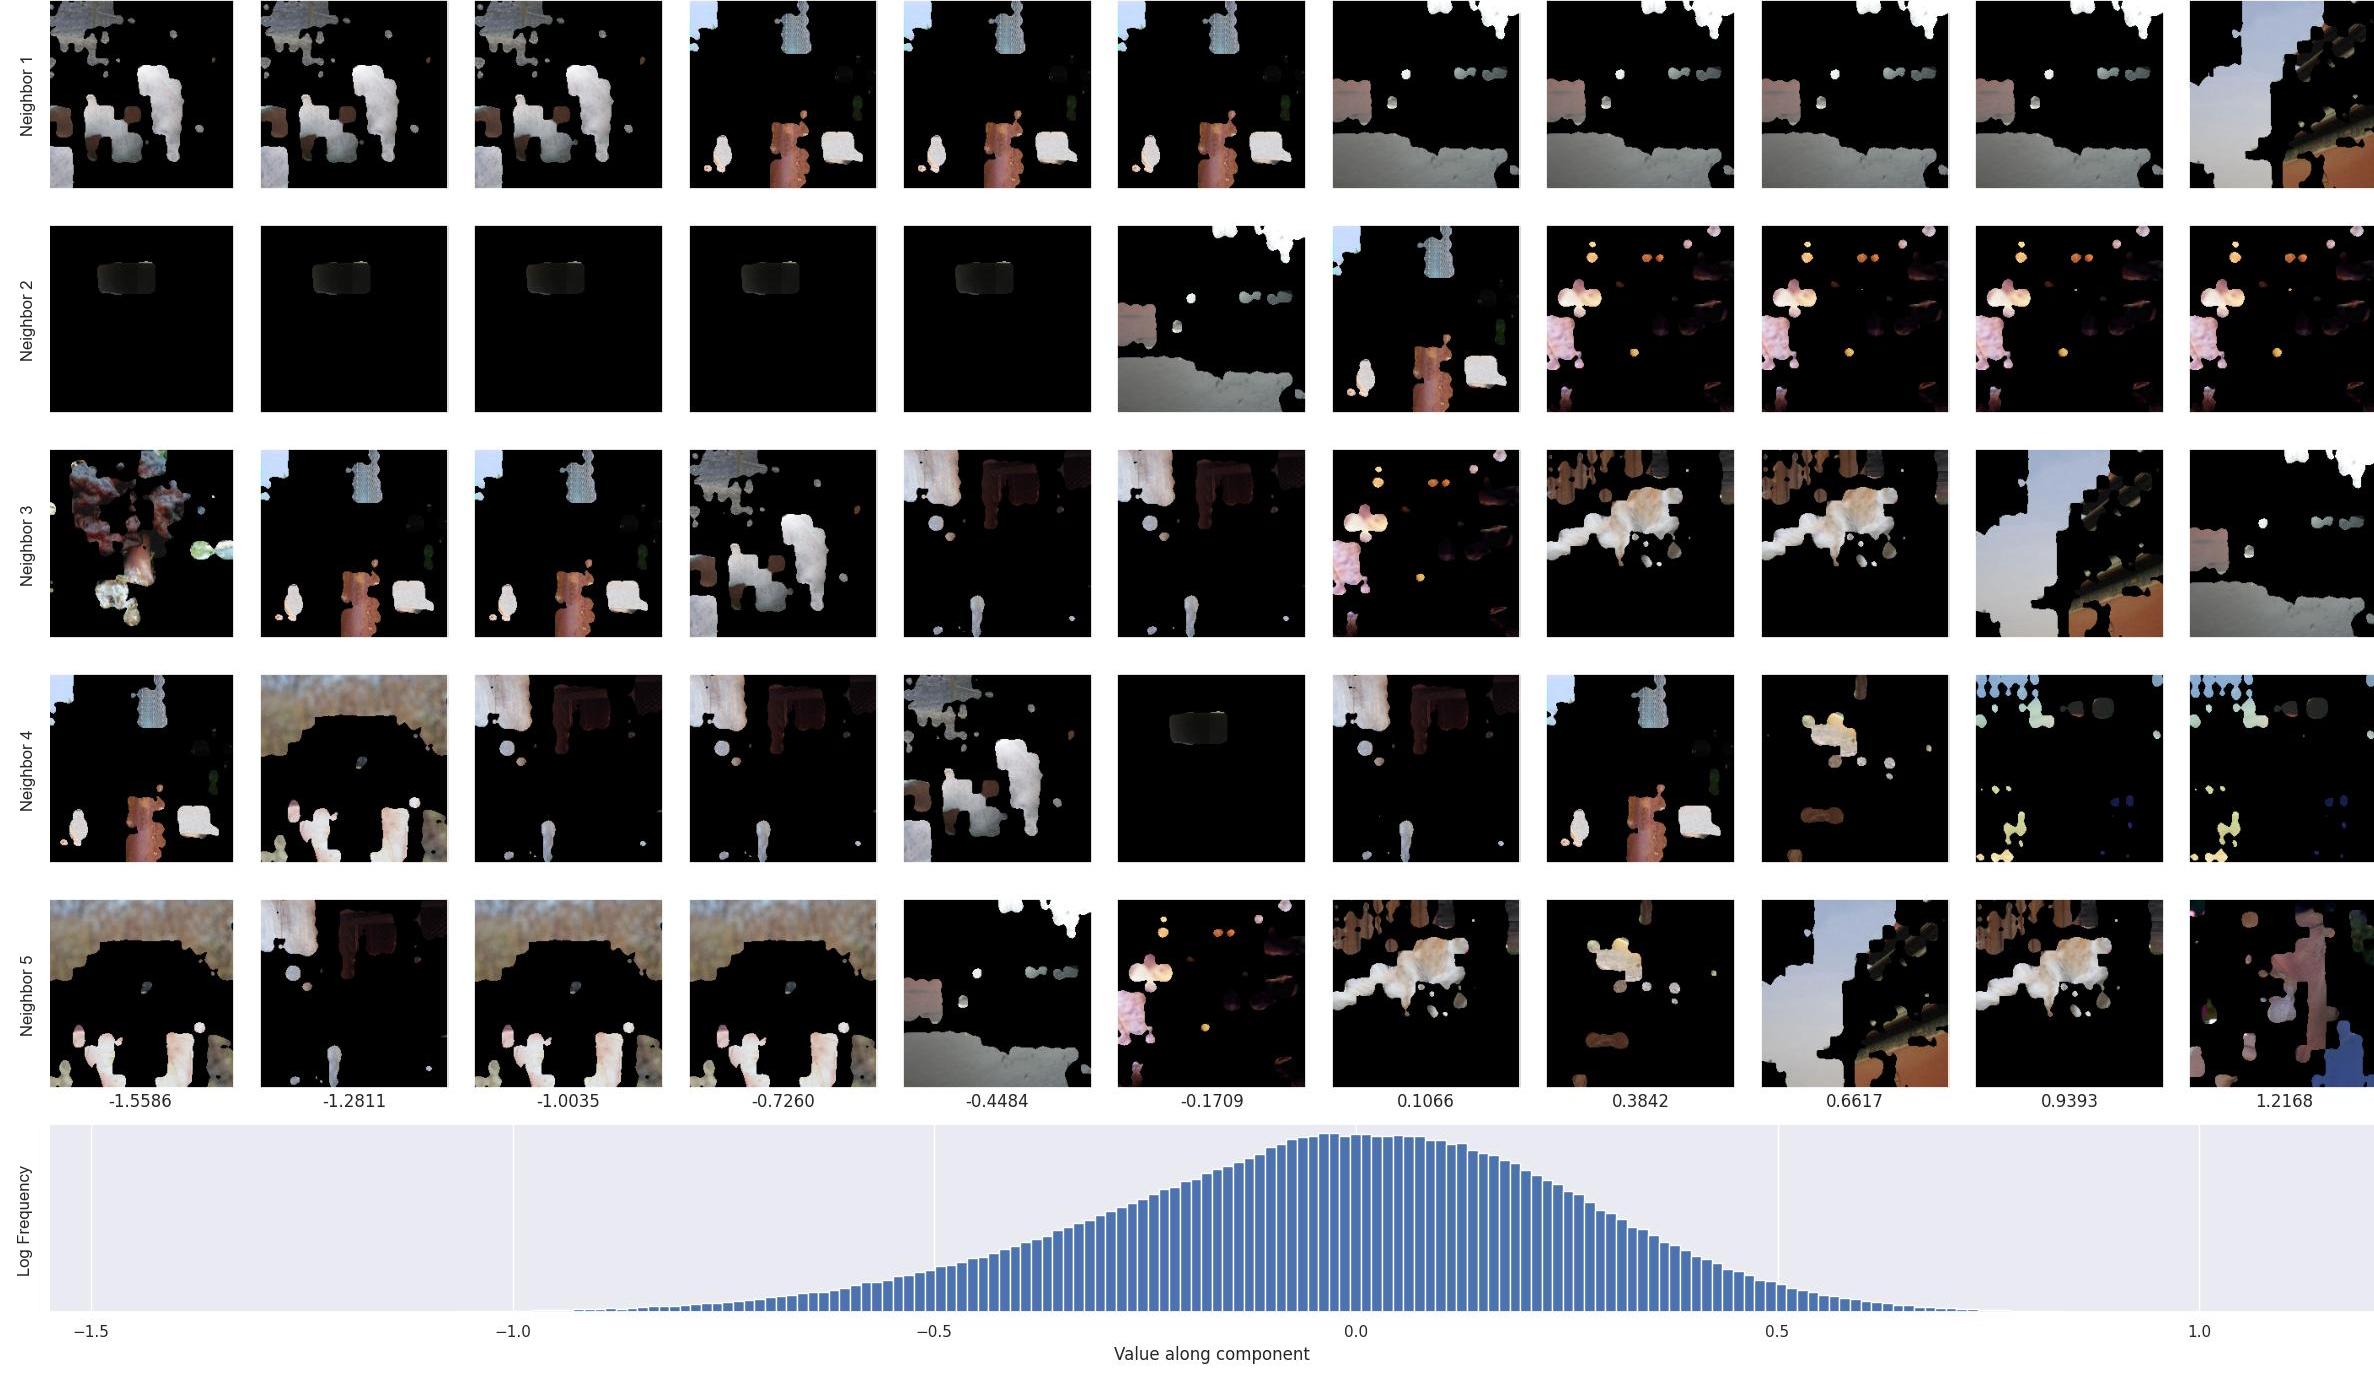 Neighbor 1
Neighbor 2
Neighbor 3
Neighbor 4
Neighbor 5
-1.5586 -1.2811 -1.0035 -0.7260 -0.4484 -0.1709 0.1066 0.3842 0.6617 0.9393 1.2168
Log Frequency
−1.5 −1.0 −0.5 0.0 0.5 1.0
Value along component